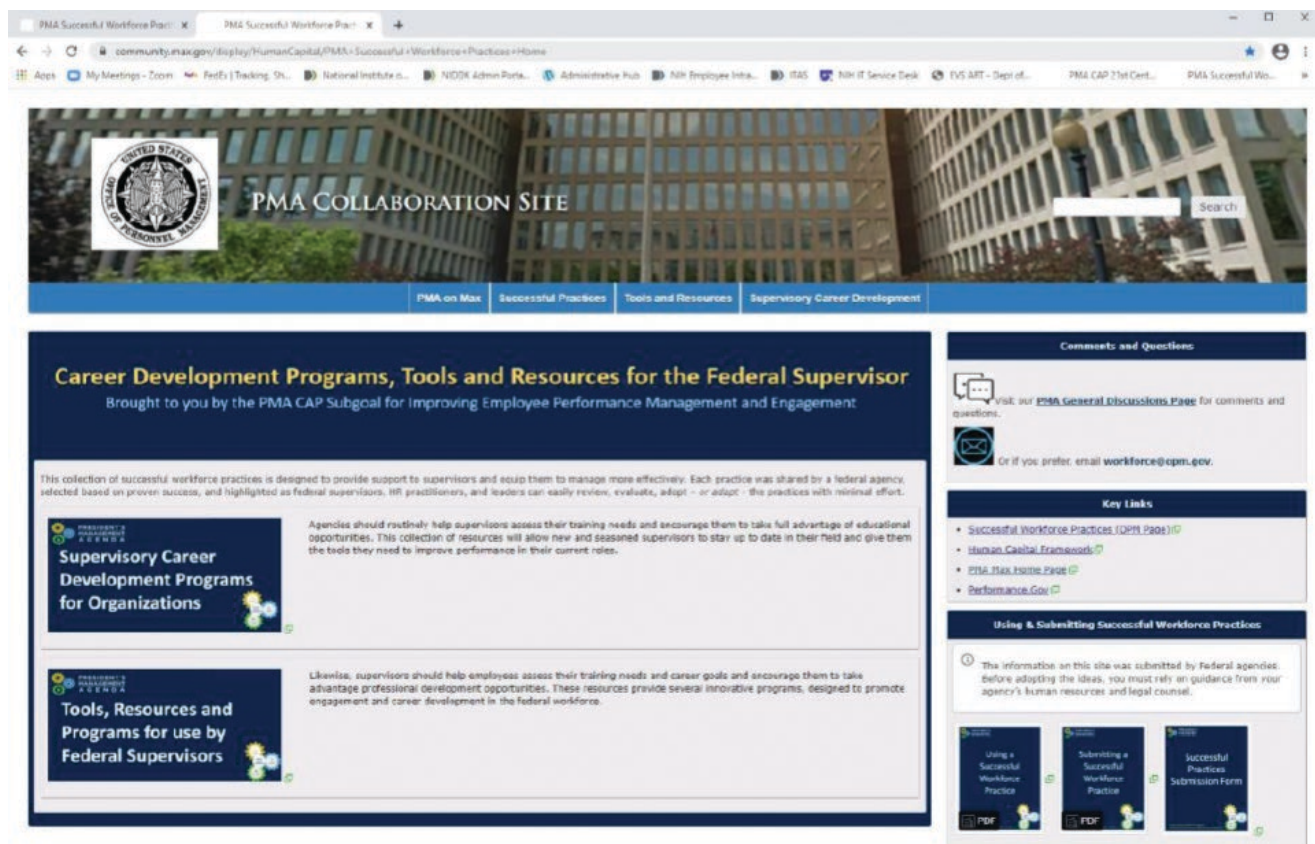 PMA Successful Workforce Pract
PMA Successful Workforce Pract
community.max.gov/display/HumanCapital/PMA+Successful+Workforce+Practices+Home
Apps
My Meetings - Zoom
FedEx | Tracking, Sh...
National Institute o...
NIDDK Admin Porta...
Administrative Hub
NIH Employee Intra...
ITAS
NIH IT Service Desk
EVS ART - Dept of...
PMA CAP 21st Cent...
PMA Successful Wo...
UNITED STATES
OFFICE OF PERSONNEL MANAGEMENT
PMA COLLABORATION SITE
Search
PMA on Max
Successful Practices
Tools and Resources
Supervisory Career Development
Career Development Programs, Tools and Resources for the Federal Supervisor
Brought to you by the PMA CAP Subgoal for Improving Employee Performance Management and Engagement
This collection of successful workforce practices is designed to provide support to supervisors and equip them to manage more effectively. Each practice was shared by a federal agency,
selected based on proven success, and highlighted as federal supervisors, HR practitioners, and leaders can easily review, evaluate, adopt – or adapt - the practices with minimal effort.
PRESIDENT'S
MANAGEMENT
AGENDA
Supervisory Career
Development Programs
for Organizations
Agencies should routinely help supervisors assess their training needs and encourage them to take full advantage of educational
opportunities. This collection of resources will allow new and seasoned supervisors to stay up to date in their field and give them
the tools they need to improve performance in their current roles.
PRESIDENT'S
MANAGEMENT
AGENDA
Tools, Resources and
Programs for use by
Federal Supervisors
Likewise, supervisors should help employees assess their training needs and career goals and encourage them to take
advantage professional development opportunities. These resources provide several innovative programs, designed to promote
engagement and career development in the federal workforce.
Comments and Questions
Visit our PMA General Discussions Page for comments and
questions.
Or if you prefer, email workforce@opm.gov.
Key Links
Successful Workforce Practices (OPM Page)
Human Capital Framework
PMA Max Home Page
Performance.Gov
Using & Submitting Successful Workforce Practices
The information on this site was submitted by Federal agencies.
Before adopting the ideas, you must rely on guidance from your
agency's human resources and legal counsel.
Using a
Successful
Workforce
Practice
PDF
Submitting a
Successful
Workforce
Practice
PDF
Successful
Practices
Submission Form